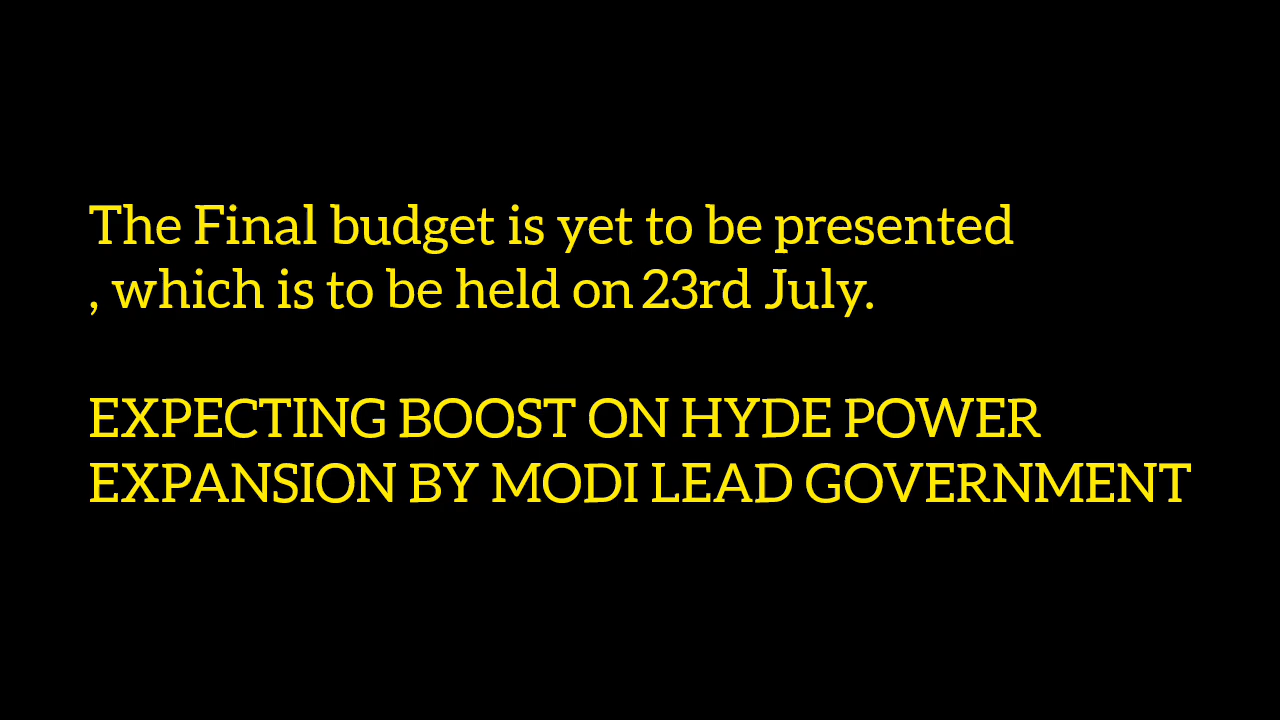 The Final budget is yet to be presented
, which is to be held on 23rd July.
EXPECTING BOOST ON HYDE POWER
EXPANSION BY MODI LEAD GOVERNMENT